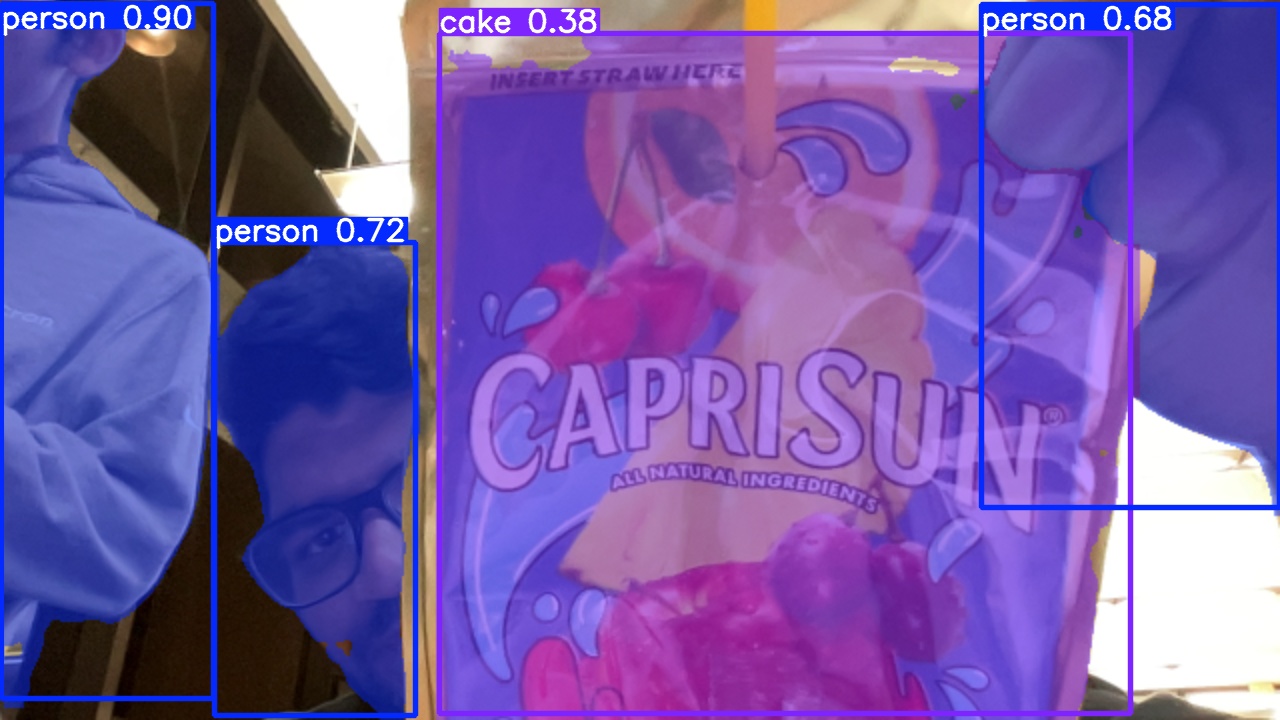 person 0.90
cake 0.38
person 0.68
INSERT STRAW HERE
person 0.72
CAPRISUN®
ALL NATURAL INGREDIENTS